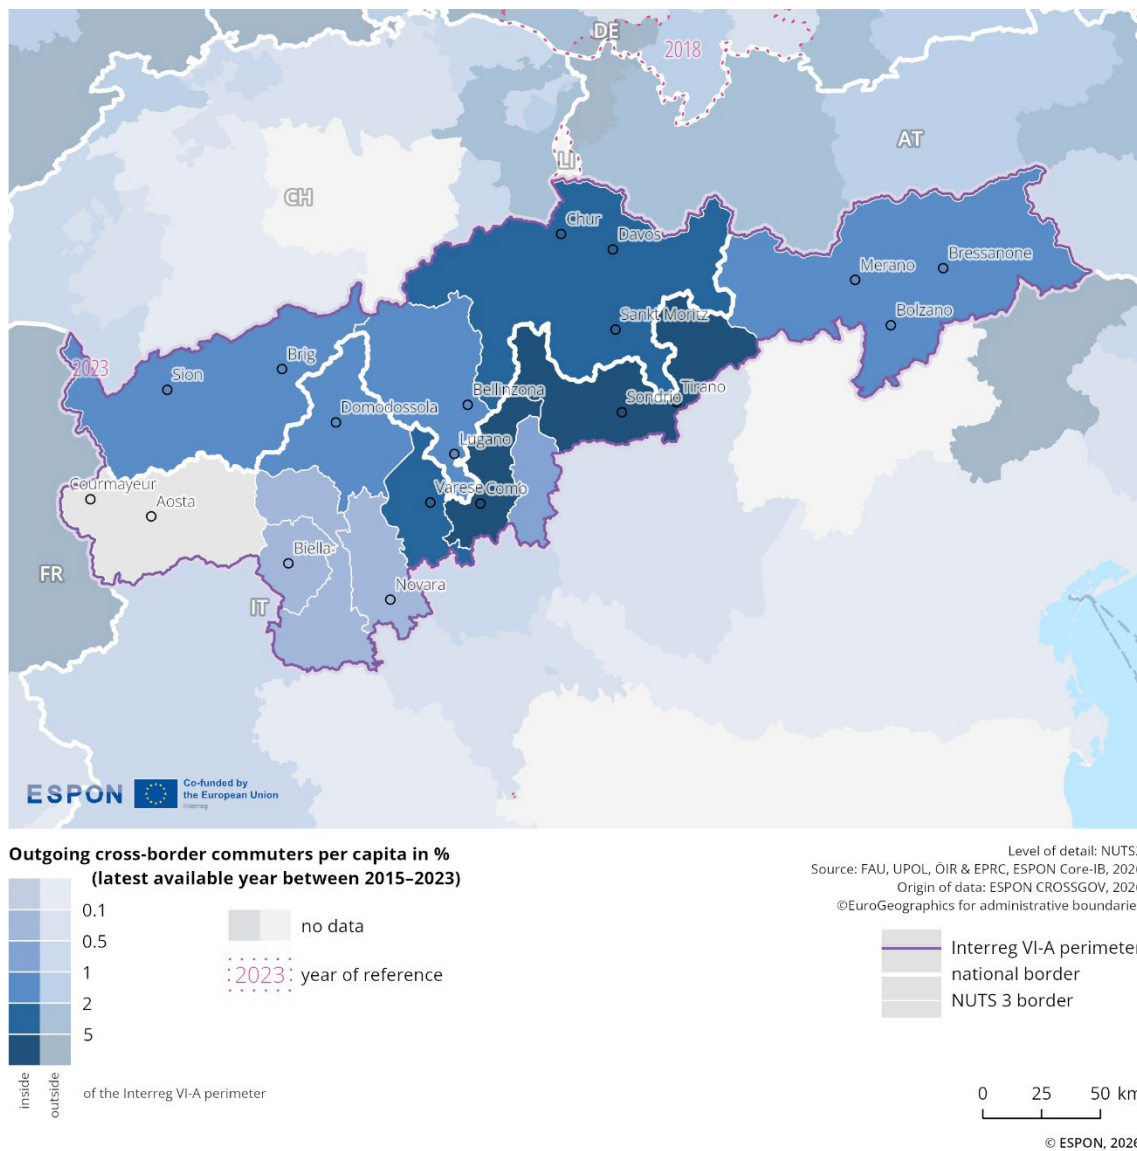 DE
2018
AT
LI
CH
Chur
Davos
Bressanone
Merano
Bolzano
Sankt Moritz
2023
Sion
Brig
Bellinzona
Domodossola
Sondrio
Tirano
Lugano
Courmayeur
Aosta
Varese
Como
Biella
FR
IT
Novara
ESPON
Co-funded by
the European Union
Interreg
Outgoing cross-border commuters per capita in %
(latest available year between 2015–2023)
0.1
0.5
1
2
5
inside
outside
of the Interreg VI-A perimeter
no data
2023
year of reference
Level of detail: NUTS
Source: FAU, UPOL, ÖIR & EPRC, ESPON Core-IB,
Origin of data: ESPON CROSSGOV,
©EuroGeographics for administrative
Interreg VI-A
national border
NUTS 3 border
0 25 50 km
© ESPON, 2026